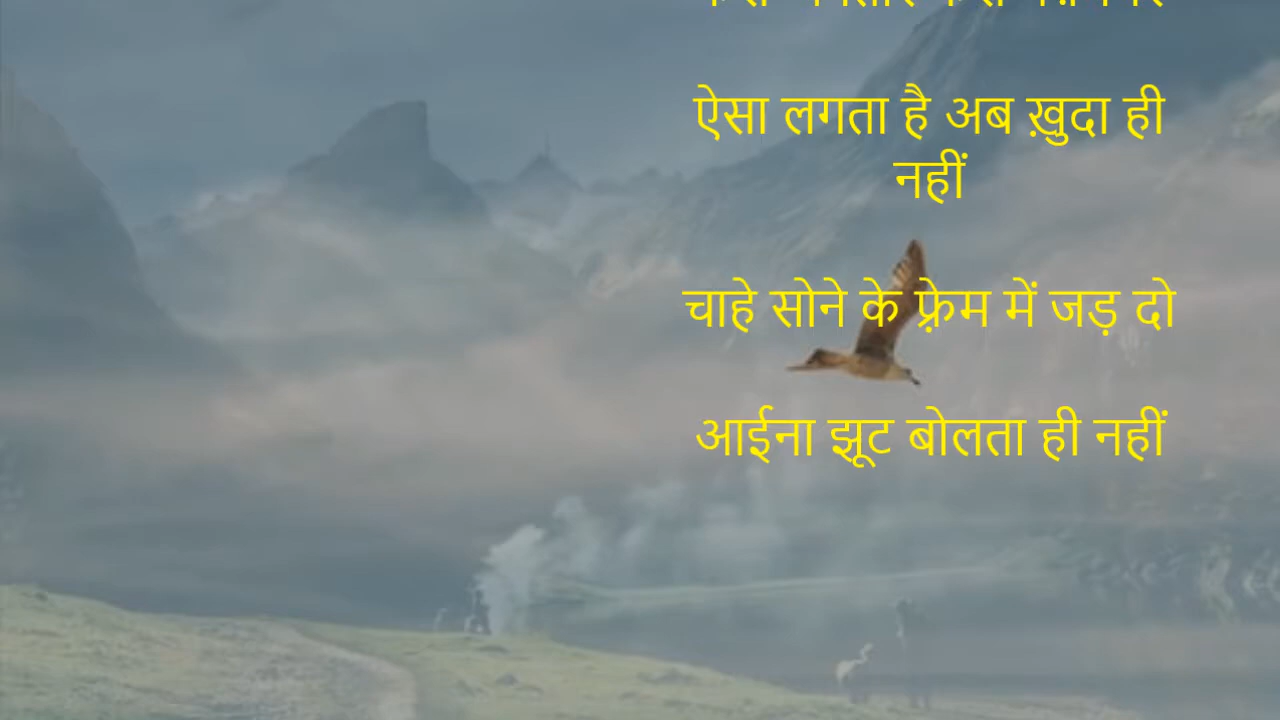 ऐसा लगता है अब ख़ुदा ही
नहीं
चाहे सोने के फ़्रेम में जड़ दो
आईना झूट बोलता ही नहीं